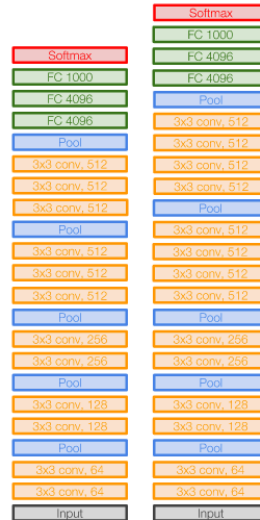 Softmax
FC 1000
FC 4096
FC 4096
Pool
3x3 conv, 512
3x3 conv, 512
3x3 conv, 512
Pool
3x3 conv, 512
3x3 conv, 512
3x3 conv, 512
Pool
3x3 conv, 256
3x3 conv, 256
Pool
3x3 conv, 128
3x3 conv, 128
Pool
3x3 conv, 64
3x3 conv, 64
Input
Softmax
FC 1000
FC 4096
FC 4096
Pool
3x3 conv, 512
3x3 conv, 512
3x3 conv, 512
3x3 conv, 512
Pool
3x3 conv, 512
3x3 conv, 512
3x3 conv, 512
3x3 conv, 512
Pool
3x3 conv, 256
3x3 conv, 256
Pool
3x3 conv, 128
3x3 conv, 128
Pool
3x3 conv, 64
3x3 conv, 64
Input